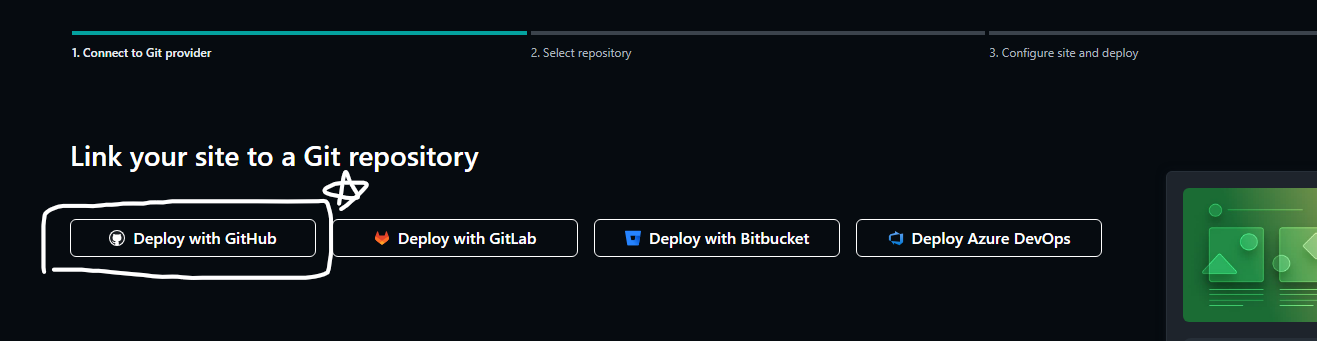 1. Connect to Git provider
2. Select repository
3. Configure site and deploy
Link your site to a Git repository
Deploy with GitHub
Deploy with GitLab
Deploy with Bitbucket
Deploy Azure DevOps